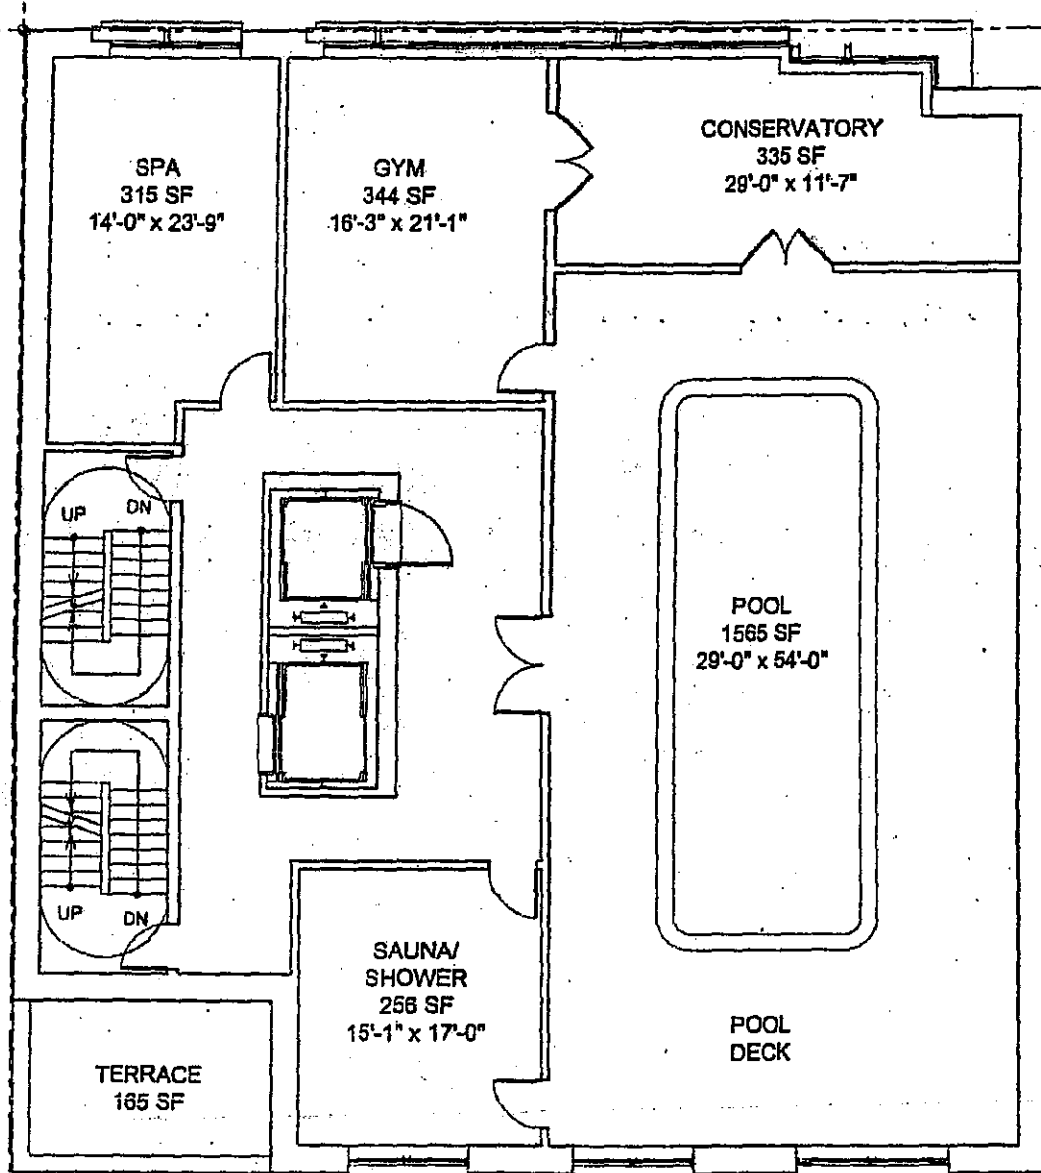 SPA
315 SF
14'-0" x 23'-9"
GYM
344 SF
16'-3" x 21'-1"
CONSERVATORY
335 SF
29'-0" x 11'-7"
UP
DN
POOL
1565 SF
29'-0" x 54'-0"
UP
DN
SAUNA/
SHOWER
256 SF
15'-1" x 17'-0"
POOL
DECK
TERRACE
165 SF